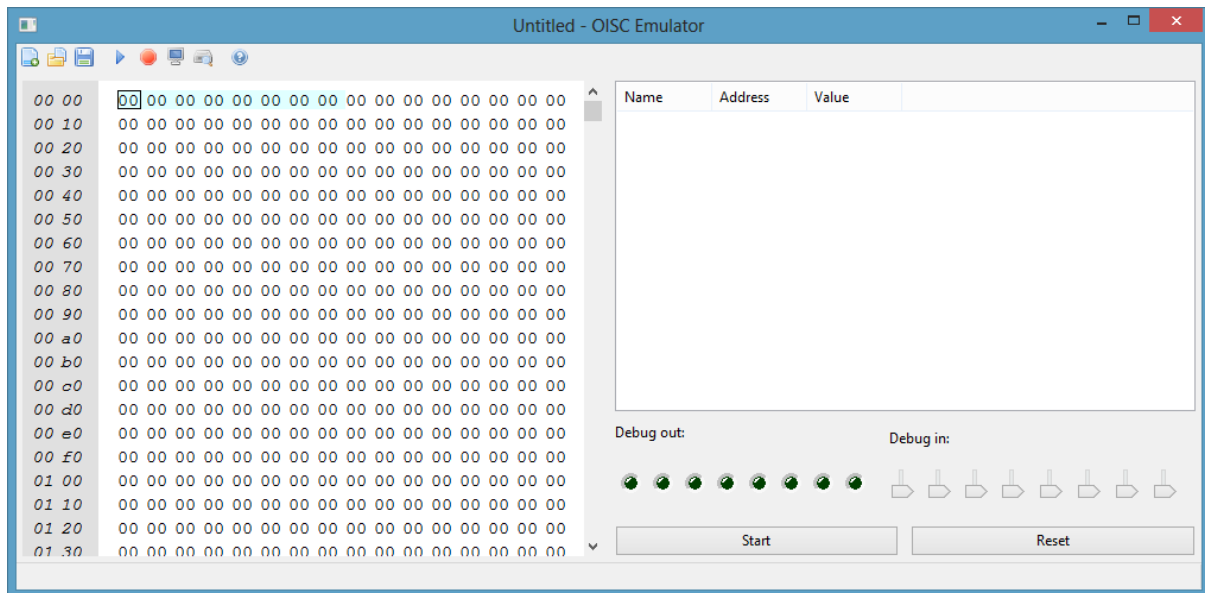 Untitled - OISC Emulator
00 00 00 00 00 00 00 00 00 00 00 00 00 00 00 00 00 00
00 10 00 00 00 00 00 00 00 00 00 00 00 00 00 00 00 00
00 20 00 00 00 00 00 00 00 00 00 00 00 00 00 00 00 00
00 30 00 00 00 00 00 00 00 00 00 00 00 00 00 00 00 00
00 40 00 00 00 00 00 00 00 00 00 00 00 00 00 00 00 00
00 50 00 00 00 00 00 00 00 00 00 00 00 00 00 00 00 00
00 60 00 00 00 00 00 00 00 00 00 00 00 00 00 00 00 00
00 70 00 00 00 00 00 00 00 00 00 00 00 00 00 00 00 00
00 80 00 00 00 00 00 00 00 00 00 00 00 00 00 00 00 00
00 90 00 00 00 00 00 00 00 00 00 00 00 00 00 00 00 00
00 a0 00 00 00 00 00 00 00 00 00 00 00 00 00 00 00 00
00 b0 00 00 00 00 00 00 00 00 00 00 00 00 00 00 00 00
00 c0 00 00 00 00 00 00 00 00 00 00 00 00 00 00 00 00
00 d0 00 00 00 00 00 00 00 00 00 00 00 00 00 00 00 00
00 e0 00 00 00 00 00 00 00 00 00 00 00 00 00 00 00 00
00 f0 00 00 00 00 00 00 00 00 00 00 00 00 00 00 00 00
01 00 00 00 00 00 00 00 00 00 00 00 00 00 00 00 00 00
01 10 00 00 00 00 00 00 00 00 00 00 00 00 00 00 00 00
01 20 00 00 00 00 00 00 00 00 00 00 00 00 00 00 00 00
01 30 00 00 00 00 00 00 00 00 00 00 00 00 00 00 00 00
Name Address Value
Debug out: Debug in:
Start Reset